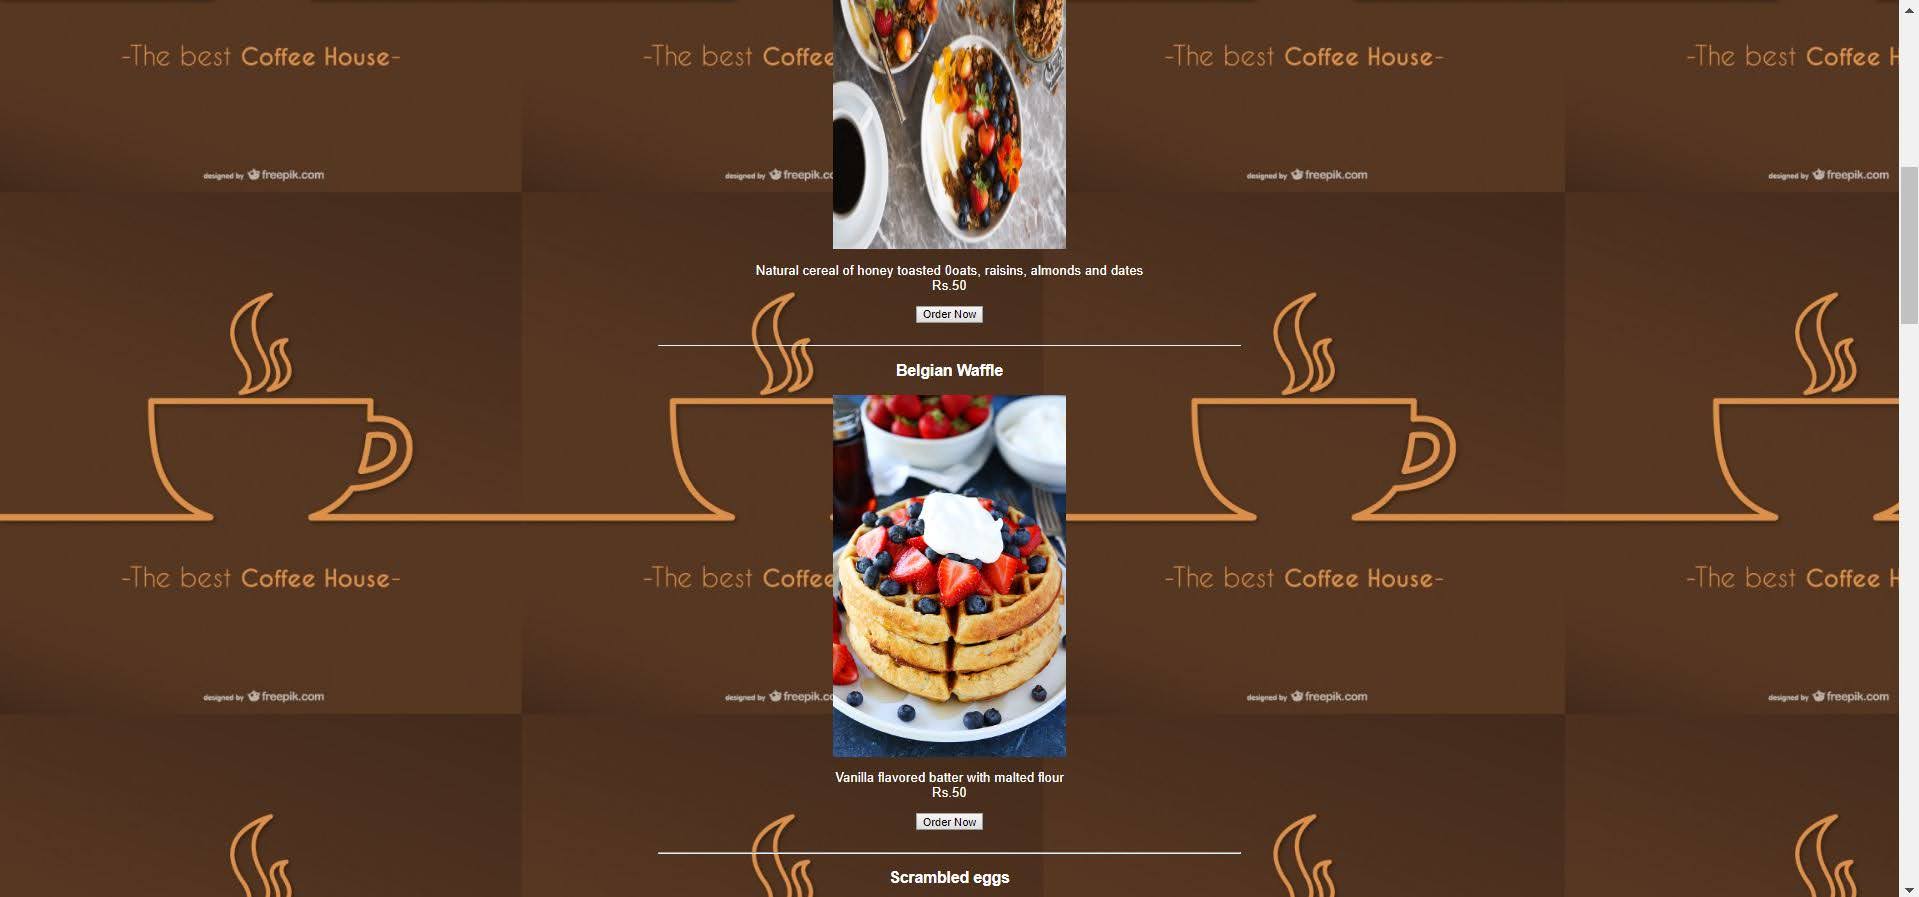 -The best Coffee House-
-The best Coffee
-The best Coffee House-
-The best Coffee H
designed by freepik.com
designed by freepik.co
designed by freepik.com
designed by freepik.com
Natural cereal of honey toasted 0oats, raisins, almonds and dates
Rs.50
Order Now
Belgian Waffle
-The best Coffee House-
-The best Coffee
-The best Coffee House-
-The best Coffee H
designed by freepik.com
designed by freepik.co
designed by freepik.com
designed by freepik.com
Vanilla flavored batter with malted flour
Rs.50
Order Now
Scrambled eggs